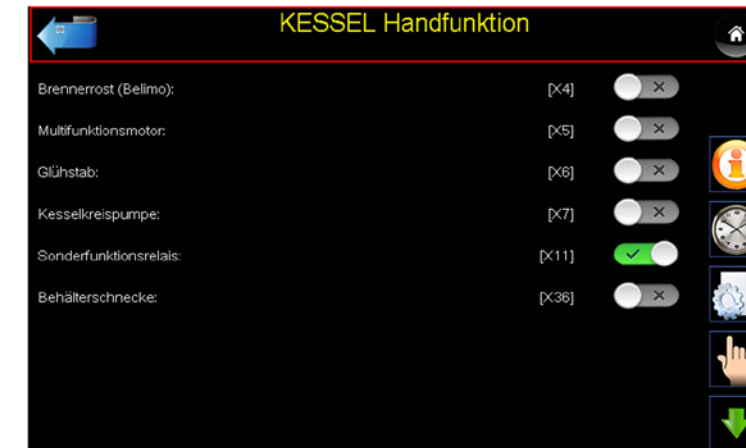 KESSEL Handfunktion
Brennerrost (Belimo): [X4]
Multifunktionsmotor: [X5]
Glühstab: [X6]
Kesselkreispumpe: [X7]
Sonderfunktionsrelais: [X11]
Behälterschnecke: [X36]